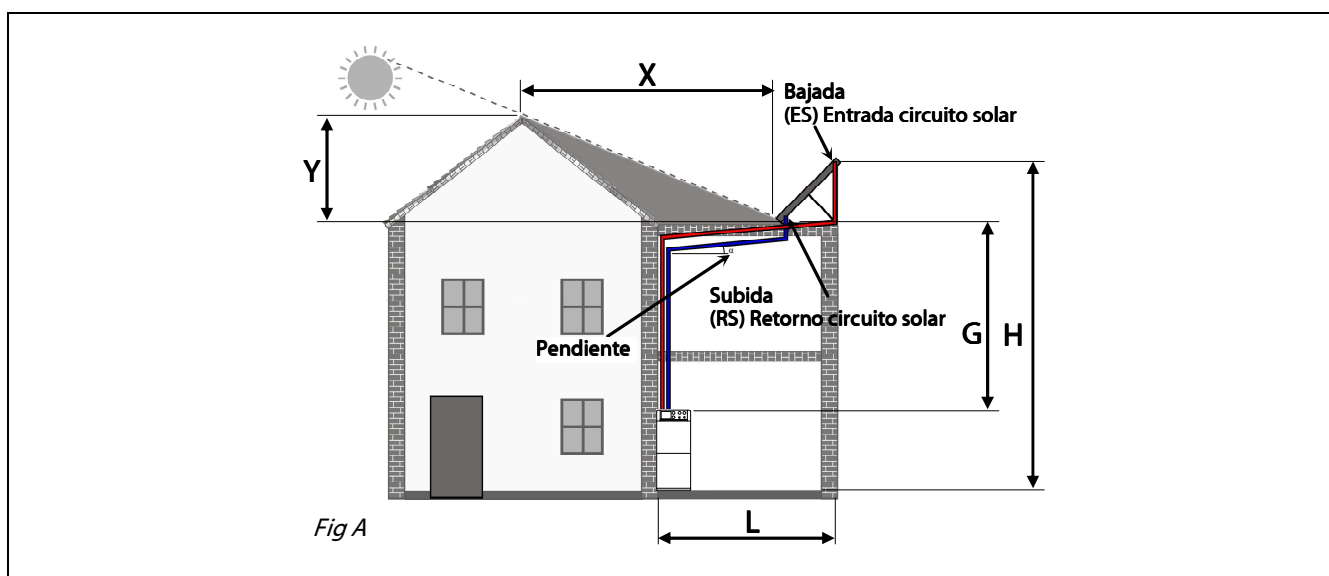 X
Bajada
(ES) Entrada circuito solar
Y
α
Subida
(RS) Retorno circuito solar
Pendiente
G
H
L
Fig A